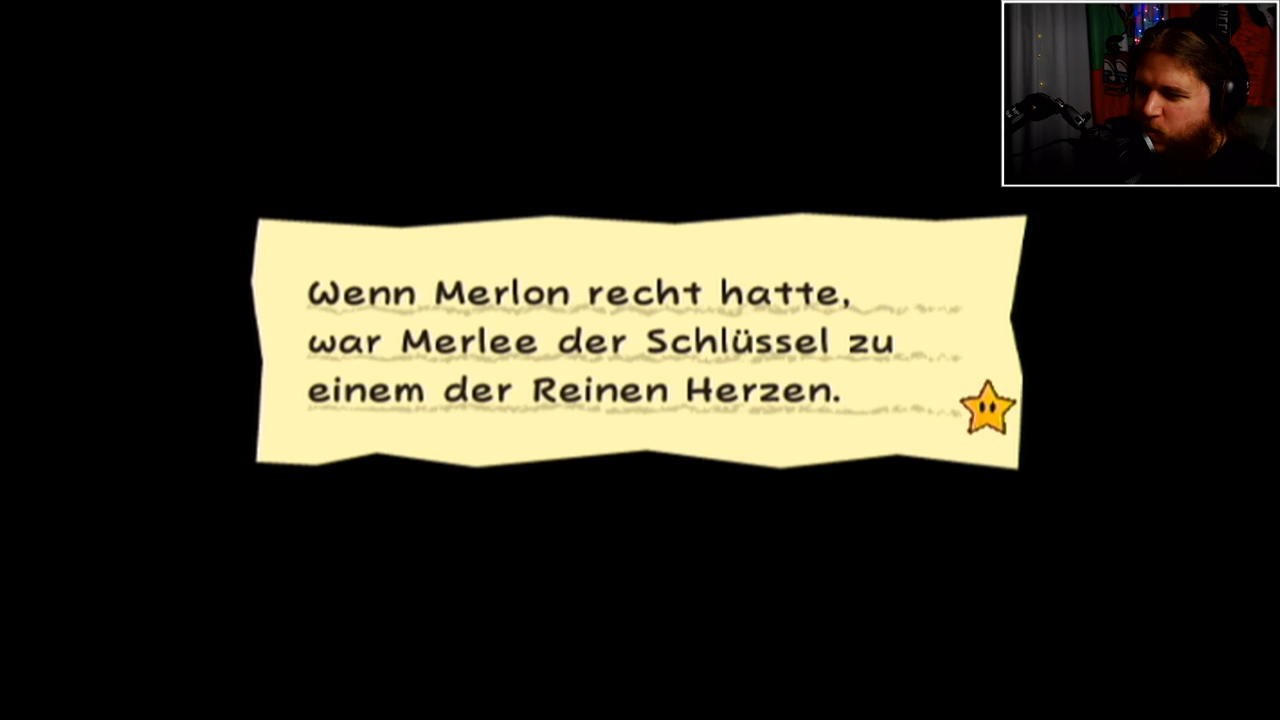 Wenn Merlon recht hatte,
war Merlee der Schlüssel zu
einem der Reinen Herzen.